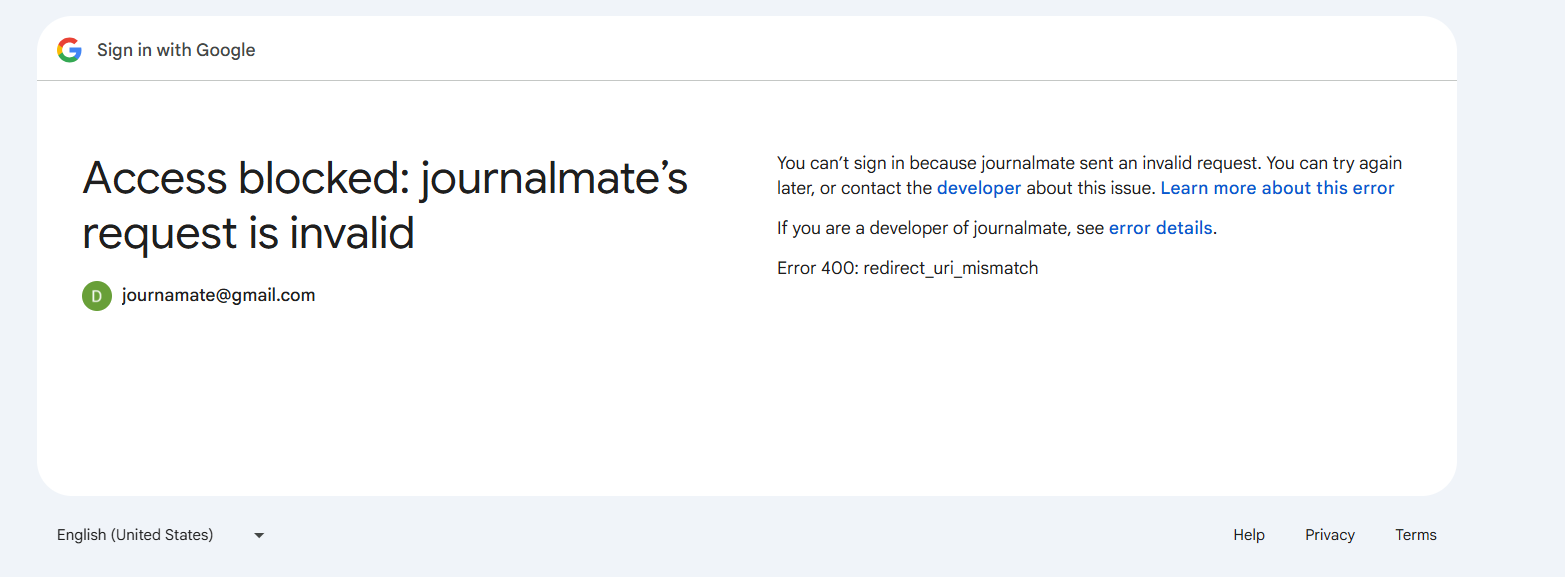 Sign in with Google
Access blocked: journalmate’s
request is invalid
D journamate@gmail.com
You can’t sign in because journalmate sent an invalid request. You can try again
later, or contact the developer about this issue. Learn more about this error
If you are a developer of journalmate, see error details.
Error 400: redirect_uri_mismatch
English (United States)
Help Privacy Terms